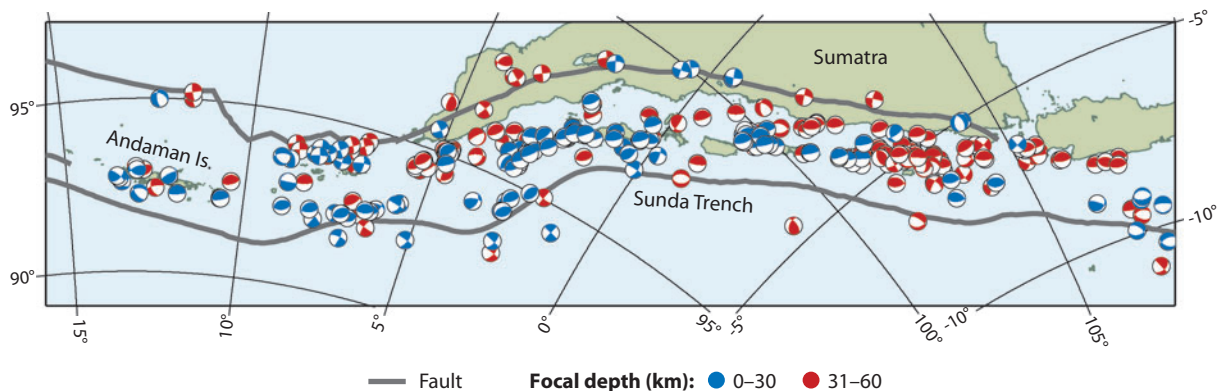 -5°
Sumatra
95°
Andaman Is.
Sunda Trench
-10°
90°
15°
10°
5°
0°
95°
-5°
100°
-10°
105°
Fault
Focal depth (km): 0–30 31–60